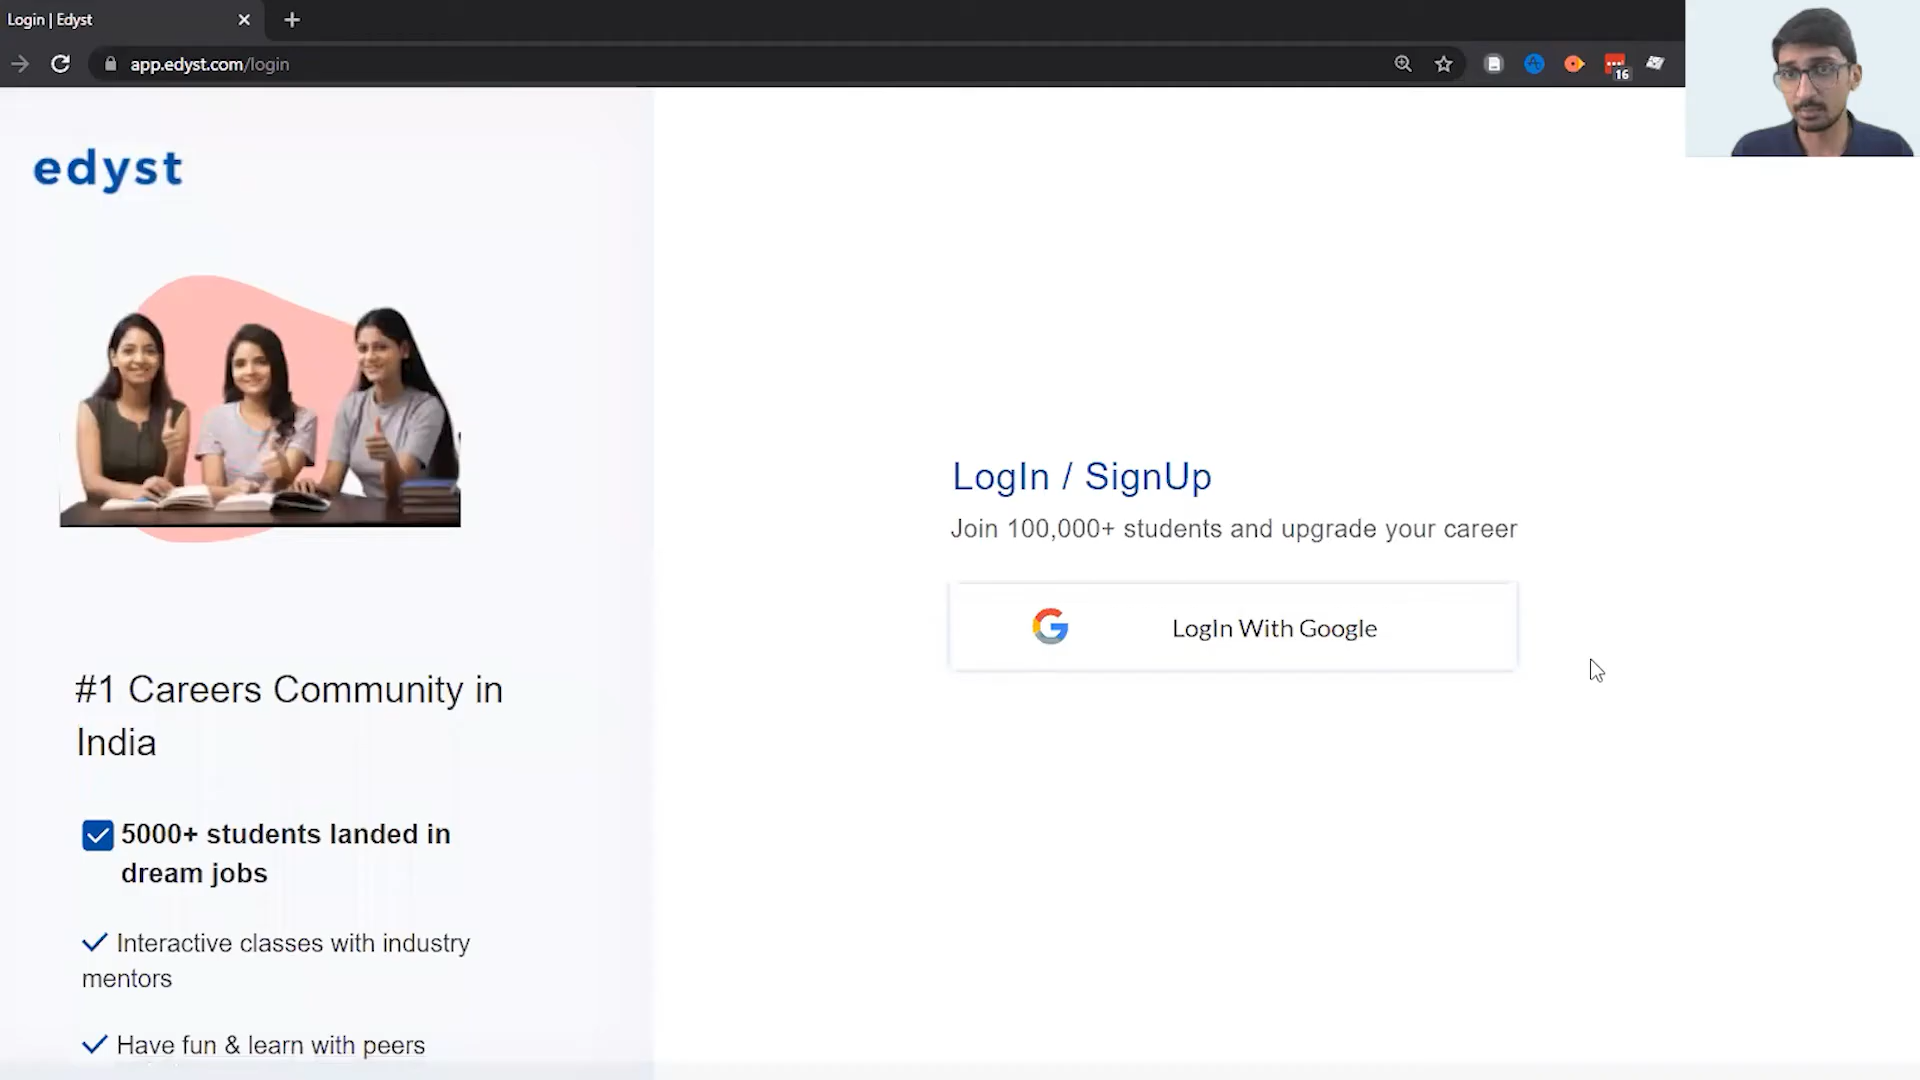 Login | Edyst
app.edyst.com/login
16
edyst
#1 Careers Community in
India
5000+ students landed in
dream jobs
Interactive classes with industry
mentors
Have fun & learn with peers
LogIn / SignUp
Join 100,000+ students and upgrade your career
LogIn With Google